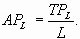 AP_L = TP_L / L.